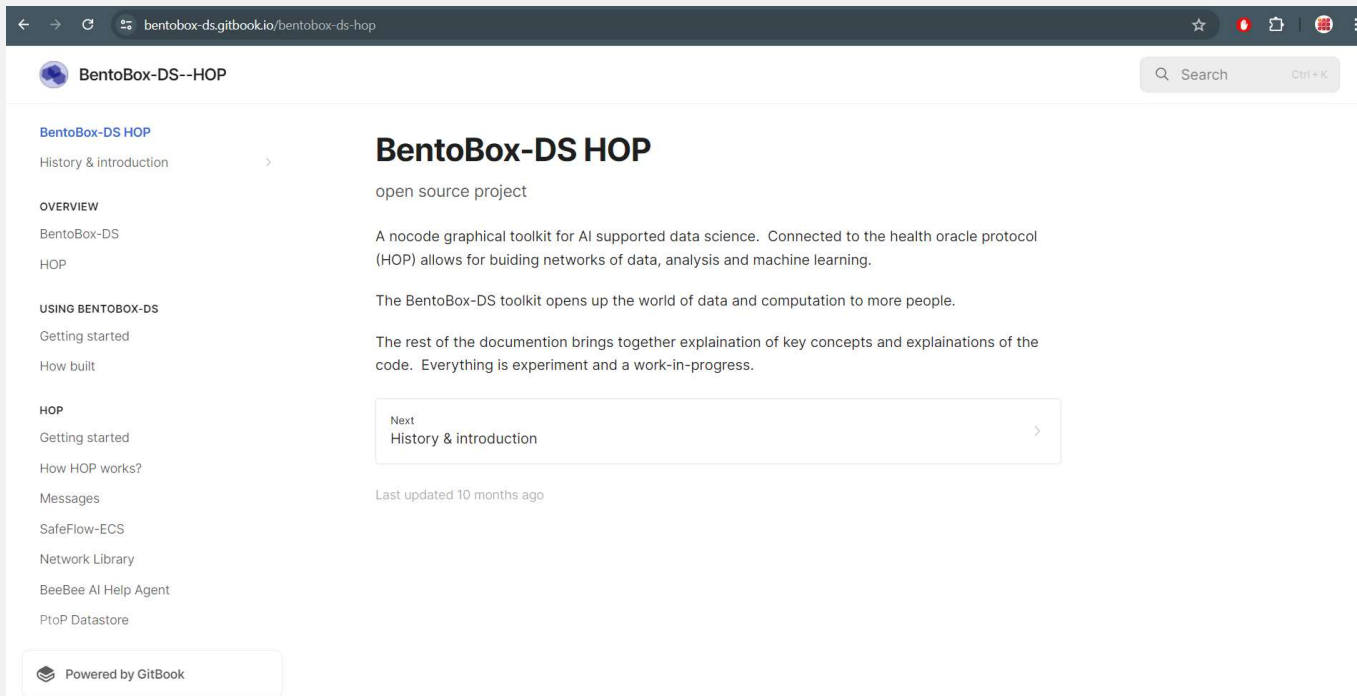 bentobox-ds.gitbook.io/bentobox-ds-hop
BentoBox-DS--HOP
Search
Ctrl + K
BentoBox-DS HOP
History & introduction
OVERVIEW
BentoBox-DS
HOP
USING BENTOBOX-DS
Getting started
How built
HOP
Getting started
How HOP works?
Messages
SafeFlow-ECS
Network Library
BeeBee AI Help Agent
PtoP Datastore
Powered by GitBook
BentoBox-DS HOP
open source project
A nocode graphical toolkit for AI supported data science. Connected to the health oracle protocol
(HOP) allows for buiding networks of data, analysis and machine learning.
The BentoBox-DS toolkit opens up the world of data and computation to more people.
The rest of the documention brings together explaination of key concepts and explainations of the
code. Everything is experiment and a work-in-progress.
Next
History & introduction
Last updated 10 months ago